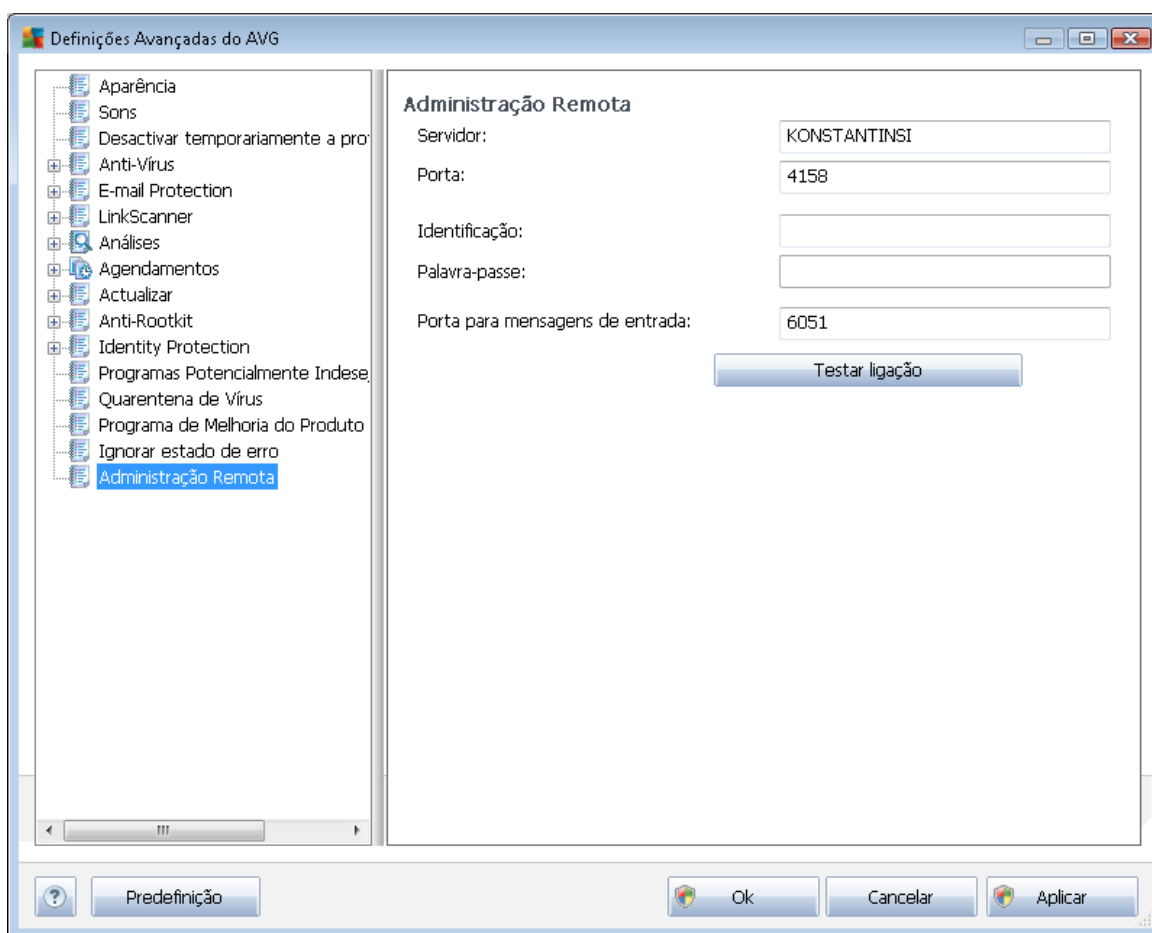 Definições Avançadas do AVG
Aparência
Sons
Desactivar temporariamente a pro
Anti-Vírus
E-mail Protection
LinkScanner
Análises
Agendamentos
Actualizar
Anti-Rootkit
Identity Protection
Programas Potencialmente Indese
Quarentena de Vírus
Programa de Melhoria do Produto
Ignorar estado de erro
Administração Remota
Administração Remota
Servidor: KONSTANTINSI
Porta: 4158
Identificação:
Palavra-passe:
Porta para mensagens de entrada: 6051
Testar ligação
? Predefinição Ok Cancelar Aplicar